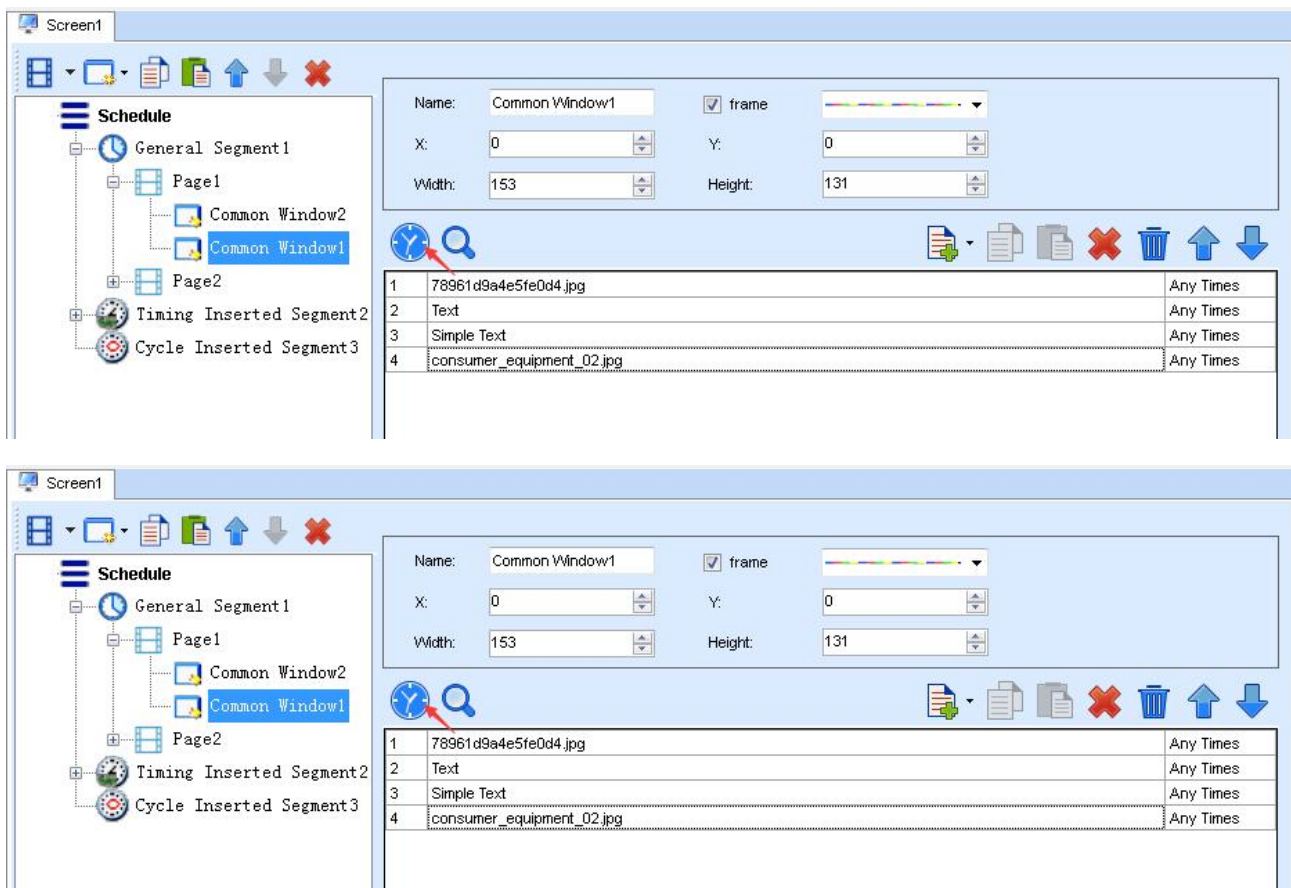 Screen1
Schedule
General Segment1
Page1
Common Window2
Common Window1
Page2
Timing Inserted Segment2
Cycle Inserted Segment3
Name: Common Window1 frame
X: 0 Y: 0
Width: 153 Height: 131
1 78961d9a4e5fe0d4.jpg Any Times
2 Text Any Times
3 Simple Text Any Times
4 consumer_equipment_02.jpg Any Times
Screen1
Schedule
General Segment1
Page1
Common Window2
Common Window1
Page2
Timing Inserted Segment2
Cycle Inserted Segment3
Name: Common Window1 frame
X: 0 Y: 0
Width: 153 Height: 131
1 78961d9a4e5fe0d4.jpg Any Times
2 Text Any Times
3 Simple Text Any Times
4 consumer_equipment_02.jpg Any Times